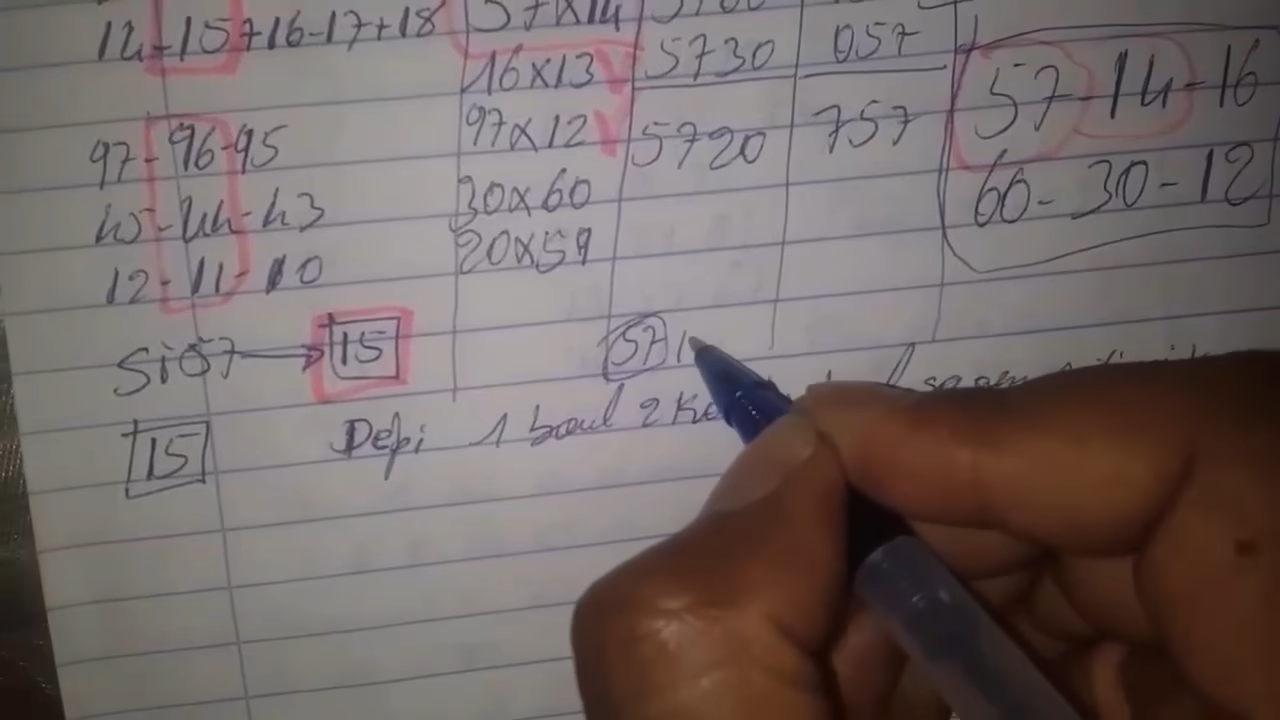 14-15+16-17+18
57x14
16x13
97x12
30x60
20x59
5730
5720
057
757
57-14-16
60-30-12
97-96-95
45-44-43
12-11-10
Si 57 → 15
57
15
Depi 1 boul 2